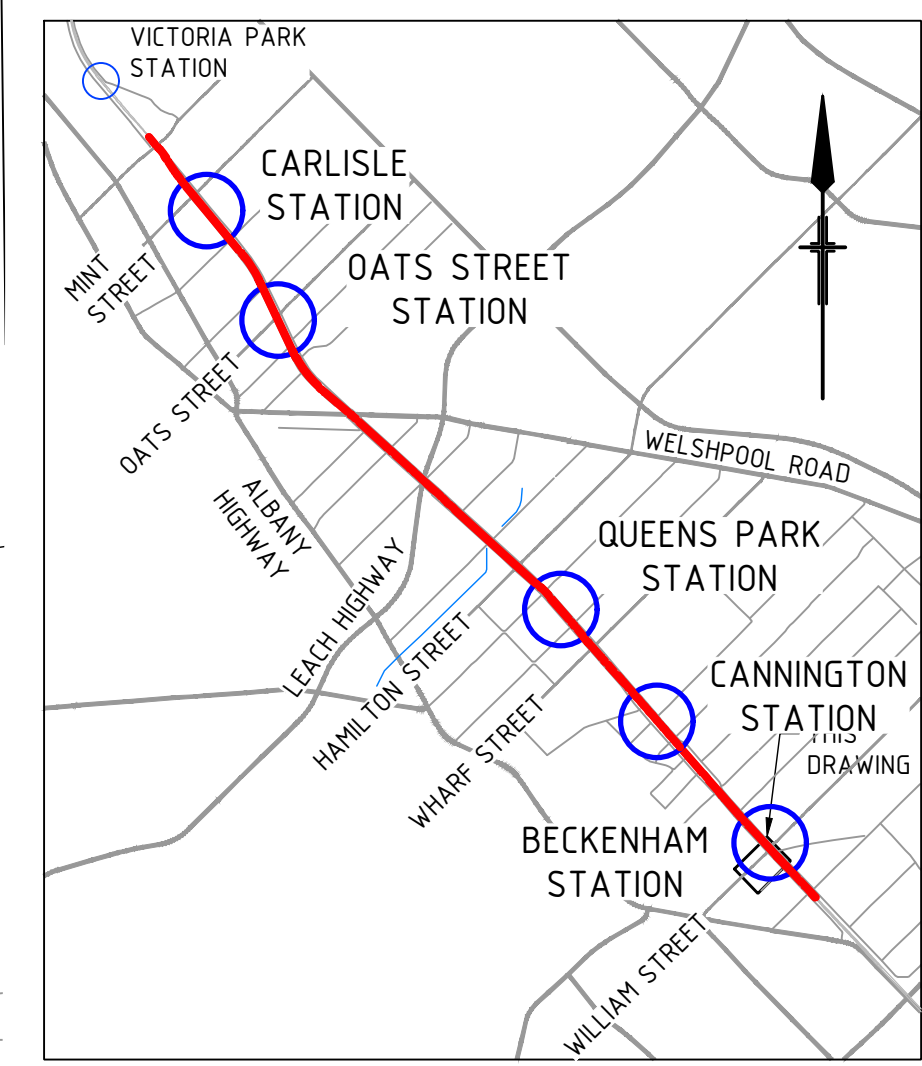 VICTORIA PARK
STATION
CARLISLE
STATION
MINT
STREET
OATS STREET
STATION
OATS STREET
WELSHPOOL ROAD
ALBANY
HIGHWAY
QUEENS PARK
STATION
LEACH HIGHWAY
HAMILTON STREET
CANNINGTON
STATION
THIS
DRAWING
WHARF STREET
BECKENHAM
STATION
WILLIAM STREET